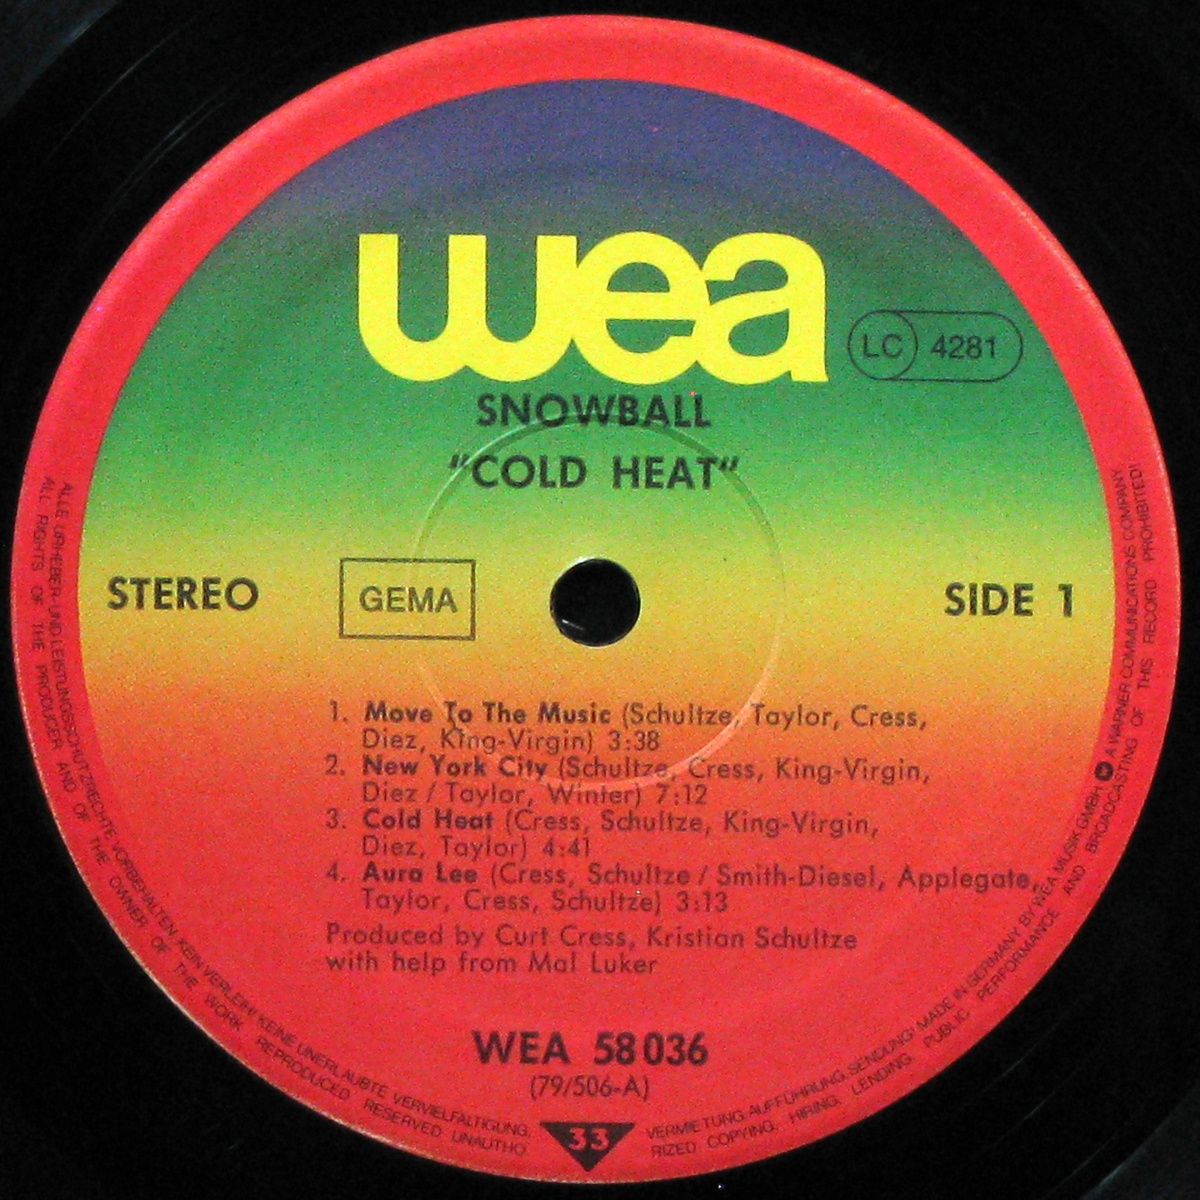 wea
LC 4281
SNOWBALL
"COLD HEAT"
STEREO
GEMA
SIDE 1
1. Move To The Music (Schultze, Taylor, Cress,
Diez, King-Virgin) 3:38
2. New York City (Schultze, Cress, King-Virgin,
Diez / Taylor, Winter) 7:12
3. Cold Heat (Cress, Schultze, King-Virgin,
Diez, Taylor) 4:41
4. Aura Lee (Cress, Schultze / Smith-Diesel, Applegate,
Taylor, Cress, Schultze) 3:13
Produced by Curt Cress, Kristian Schultze
with help from Mal Luker
WEA 58 036
(79/506-A)
33
ALLE URHEBER- UND LEISTUNGSSCHUTZRECHTE VORBEHALTEN. KEIN VERLEIH! KEINE UNERLAUBTE VERVIELFÄLTIGUNG, VERMIETUNG, AUFFÜHRUNG, SENDUNG! MADE IN GERMANY BY WEA MUSIK GMBH A WARNER COMMUNICATIONS COMPANY
ALL RIGHTS OF THE PRODUCER AND OF THE OWNER OF THE WORK REPRODUCED RESERVED UNAUTHORIZED COPYING, HIRING, LENDING, PUBLIC PERFORMANCE AND BROADCASTING OF THIS RECORD PROHIBITED!